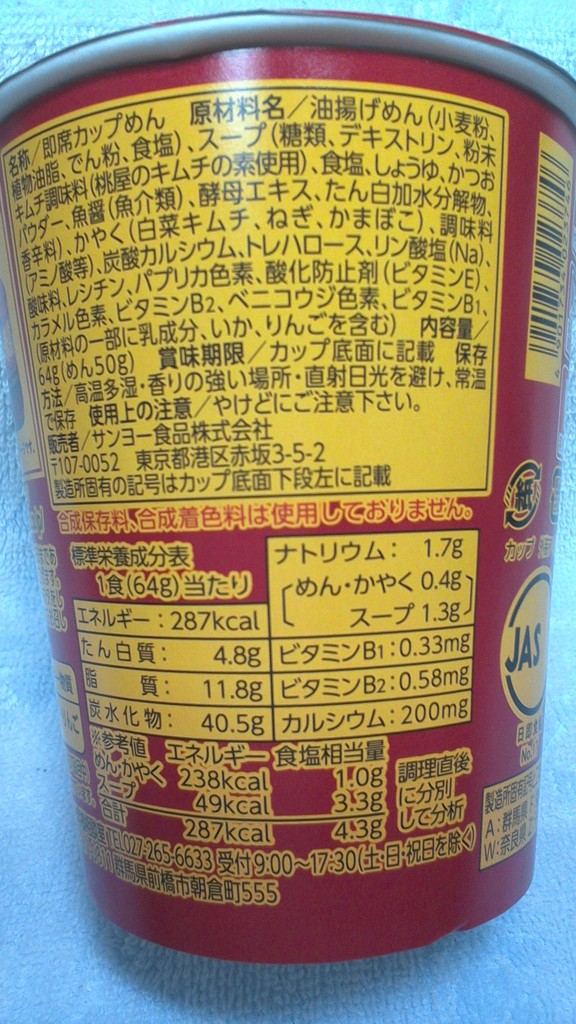 名称／即席カップめん 原材料名／油揚げめん(小麦粉、
植物油脂、でん粉、食塩)、スープ(糖類、デキストリン、粉末
キムチ調味料(桃屋のキムチの素使用)、食塩、しょうゆ、かつお
パウダー、魚醤(魚介類)、酵母エキス、たん白加水分解物、
香辛料)、かやく(白菜キムチ、ねぎ、かまぼこ)、調味料
(アミノ酸等)、炭酸カルシウム、トレハロース、リン酸塩(Na)、
酸味料、レシチン、パプリカ色素、酸化防止剤(ビタミンE)、
カラメル色素、ビタミンB2、ベニコウジ色素、ビタミンB1、
(原材料の一部に乳成分、いか、りんごを含む) 内容量／
64g(めん50g) 賞味期限／カップ底面に記載 保存
方法／高温多湿・香りの強い場所・直射日光を避け、常温
で保存 使用上の注意／やけどにご注意下さい。
販売者／サンヨー食品株式会社
〒107-0052 東京都港区赤坂3-5-2
製造所固有の記号はカップ底面下段左に記載
合成保存料、合成着色料は使用しておりません。
標準栄養成分表
1食(64g)当たり
エネルギー：287kcal
たん白質：4.8g
脂質：11.8g
炭水化物：40.5g
ナトリウム：1.7g
めん・かやく 0.4g
スープ 1.3g
ビタミンB1：0.33mg
ビタミンB2：0.58mg
カルシウム：200mg
※参考値 エネルギー 食塩相当量
めん・かやく 238kcal 1.0g
スープ 49kcal 3.3g
合計 287kcal 4.3g
調理直後
に分別
して分析
TEL027-265-6633 受付9:00～17:30(土・日・祝日を除く)
群馬県前橋市朝倉町555
紙
カップ
JAS
製造所固有
A：群馬県
W：奈良県